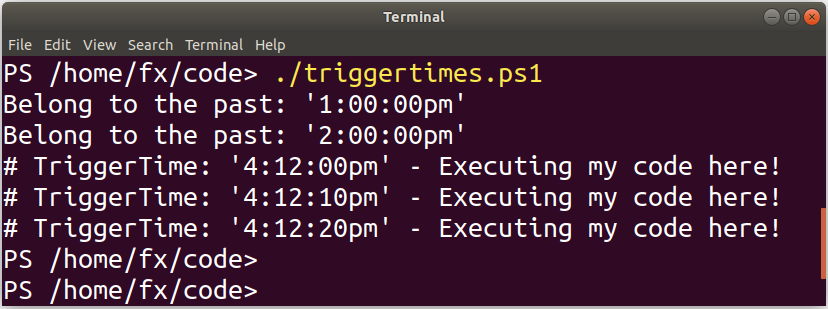 Terminal
File Edit View Search Terminal Help
PS /home/fx/code> ./triggertimes.ps1
Belong to the past: '1:00:00pm'
Belong to the past: '2:00:00pm'
# TriggerTime: '4:12:00pm' - Executing my code here!
# TriggerTime: '4:12:10pm' - Executing my code here!
# TriggerTime: '4:12:20pm' - Executing my code here!
PS /home/fx/code>
PS /home/fx/code>